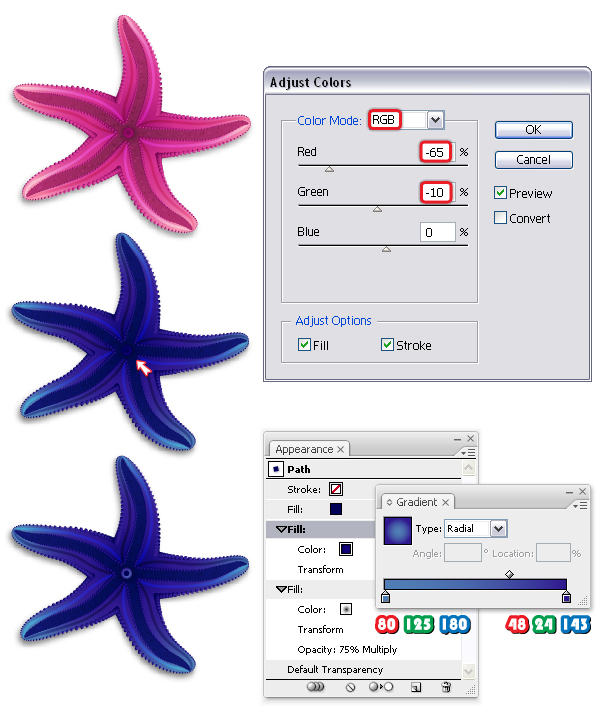 Adjust Colors
Color Mode: RGB
OK
Red -65 %
Cancel
Green -10 %
Preview
Convert
Blue 0 %
Adjust Options
Fill
Stroke
Appearance
Path
Stroke:
Fill:
Fill:
Color:
Transform
Fill:
Color:
Transform
Opacity: 75% Multiply
Default Transparency
Gradient
Type: Radial
Angle: ° Location: %
80 125 180 48 24 143